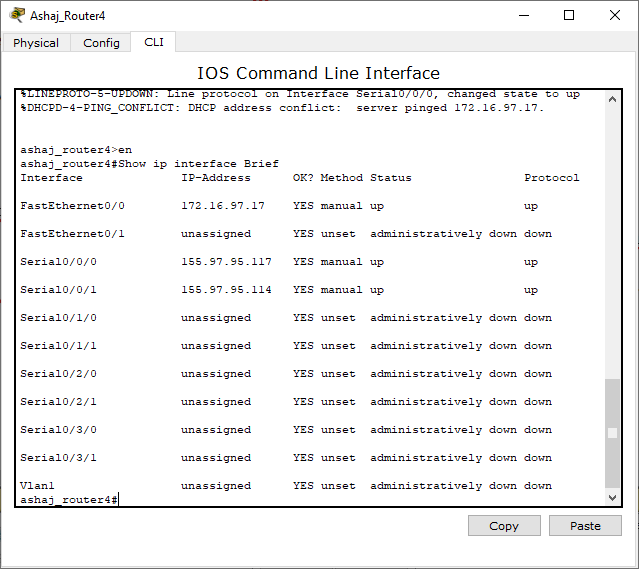 Ashaj_Router4
Physical Config CLI
IOS Command Line Interface
%LINEPROTO-5-UPDOWN: Line protocol on Interface Serial0/0/0, changed state to up
%DHCPD-4-PING_CONFLICT: DHCP address conflict:  server pinged 172.16.97.17.
ashaj_router4>en
ashaj_router4#Show ip interface Brief
Interface              IP-Address      OK? Method Status                Protocol
FastEthernet0/0        172.16.97.17    YES manual up                    up
FastEthernet0/1        unassigned      YES unset  administratively down down
Serial0/0/0            155.97.95.117   YES manual up                    up
Serial0/0/1            155.97.95.114   YES manual up                    up
Serial0/1/0            unassigned      YES unset  administratively down down
Serial0/1/1            unassigned      YES unset  administratively down down
Serial0/2/0            unassigned      YES unset  administratively down down
Serial0/2/1            unassigned      YES unset  administratively down down
Serial0/3/0            unassigned      YES unset  administratively down down
Serial0/3/1            unassigned      YES unset  administratively down down
Vlan1                  unassigned      YES unset  administratively down down
ashaj_router4#
Copy Paste